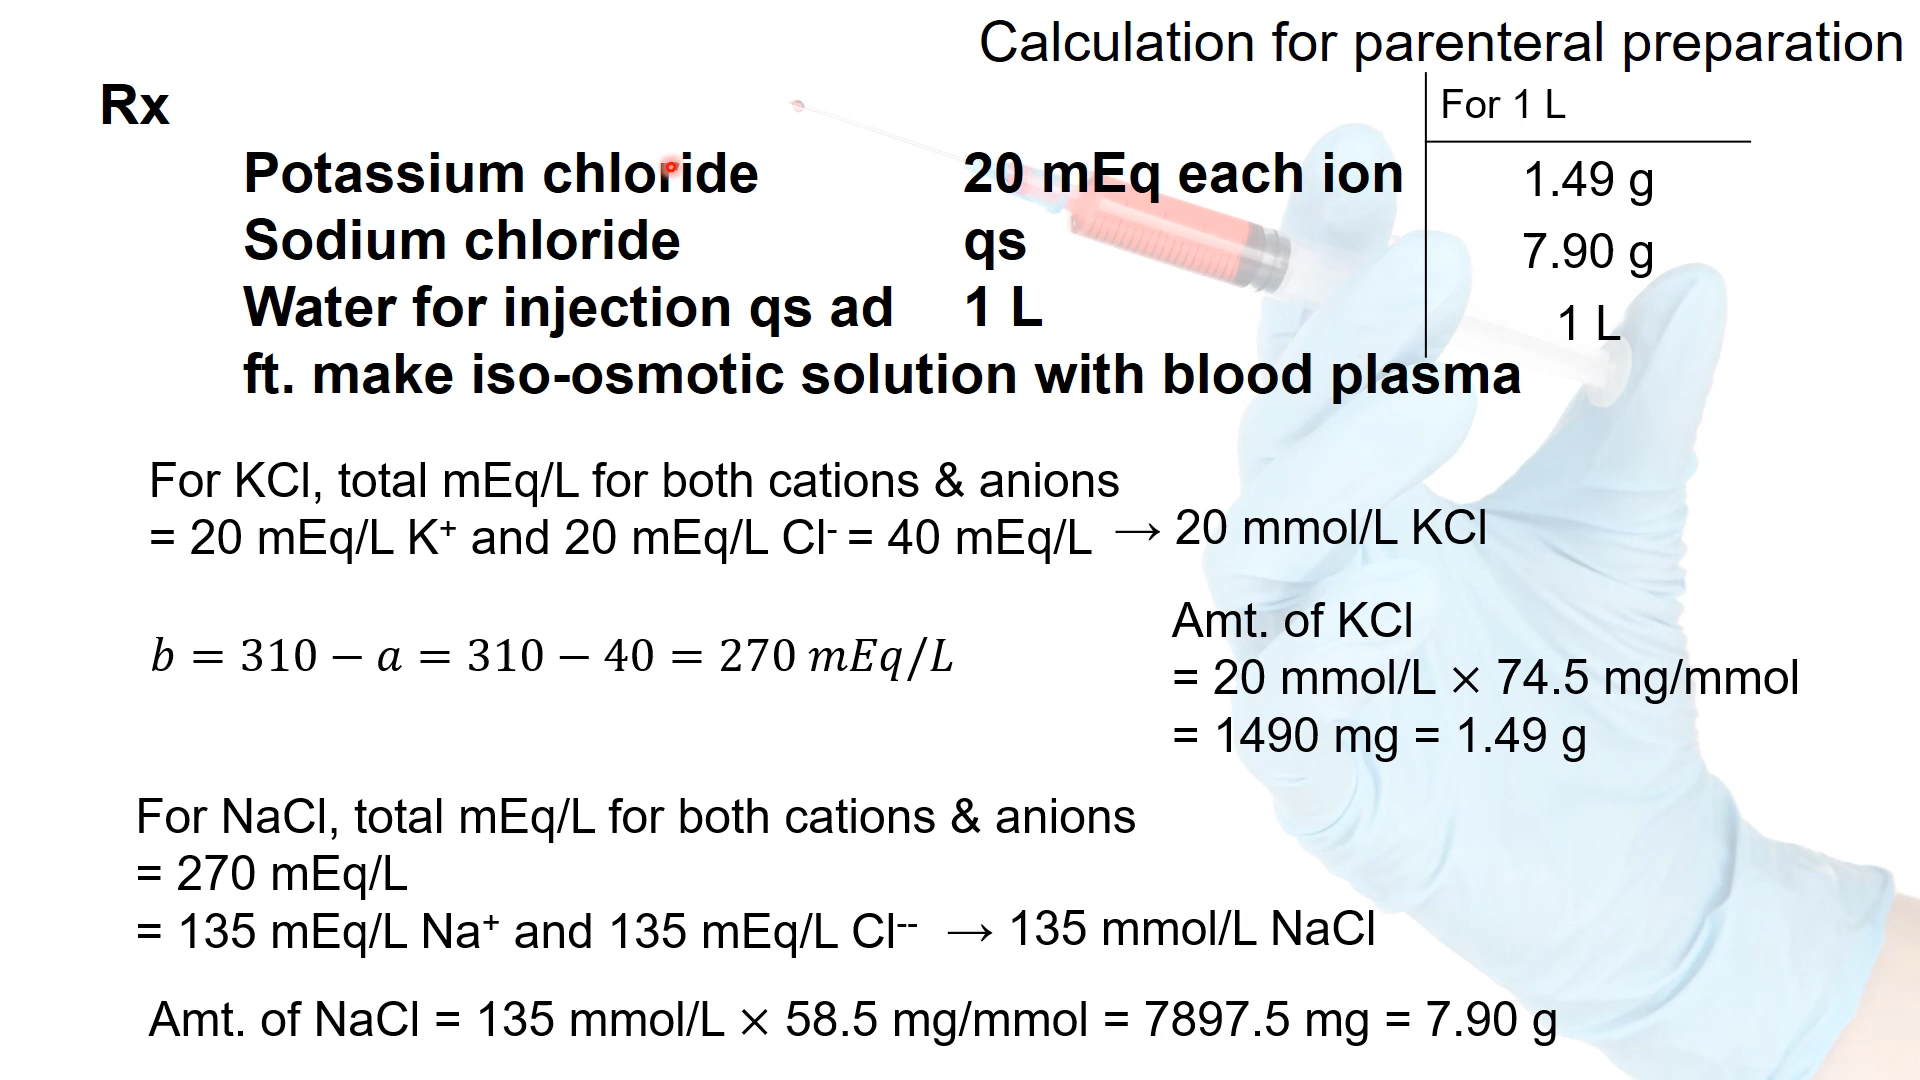 Calculation for parenteral preparation
Rx
For 1 L
Potassium chloride 20 mEq each ion 1.49 g
Sodium chloride qs 7.90 g
Water for injection qs ad 1 L 1 L
ft. make iso-osmotic solution with blood plasma
For KCl, total mEq/L for both cations & anions
= 20 mEq/L K⁺ and 20 mEq/L Cl⁻ = 40 mEq/L → 20 mmol/L KCl
b = 310 − a = 310 − 40 = 270 mEq/L
Amt. of KCl
= 20 mmol/L × 74.5 mg/mmol
= 1490 mg = 1.49 g
For NaCl, total mEq/L for both cations & anions
= 270 mEq/L
= 135 mEq/L Na⁺ and 135 mEq/L Cl⁻⁻ → 135 mmol/L NaCl
Amt. of NaCl = 135 mmol/L × 58.5 mg/mmol = 7897.5 mg = 7.90 g